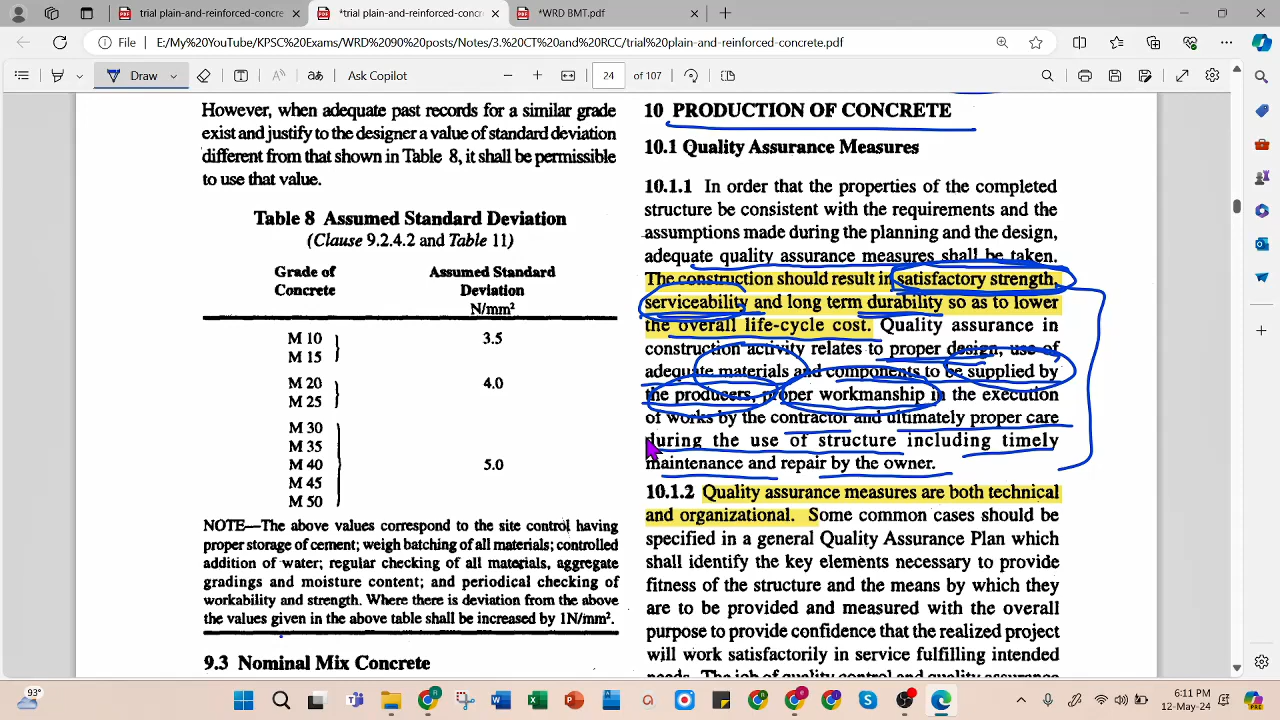 trial plain-and-reinforced-concre
*trial plain-and-reinforced-concr
*WRD BMT.pdf
File
E:/My%20YouTube/KPSC%20Exams/WRD%2090%20posts/Notes/3.%20CT%20and%20RCC/trial%20plain-and-reinforced-concrete.pdf
Draw
Ask Copilot
24
of 107
However, when adequate past records for a similar grade
exist and justify to the designer a value of standard deviation
different from that shown in Table 8, it shall be permissible
to use that value.
Table 8 Assumed Standard Deviation
(Clause 9.2.4.2 and Table 11)
Grade of Assumed Standard
Concrete Deviation
N/mm²
M 10 3.5
M 15
M 20 4.0
M 25
M 30
M 35
M 40 5.0
M 45
M 50
NOTE—The above values correspond to the site control having
proper storage of cement; weigh batching of all materials; controlled
addition of water; regular checking of all materials, aggregate
gradings and moisture content; and periodical checking of
workability and strength. Where there is deviation from the above
the values given in the above table shall be increased by 1N/mm².
9.3 Nominal Mix Concrete
10 PRODUCTION OF CONCRETE
10.1 Quality Assurance Measures
10.1.1 In order that the properties of the completed
structure be consistent with the requirements and the
assumptions made during the planning and the design,
adequate quality assurance measures shall be taken.
The construction should result in satisfactory strength,
serviceability and long term durability so as to lower
the overall life-cycle cost. Quality assurance in
construction activity relates to proper design, use of
adequate materials and components to be supplied by
the producers, proper workmanship in the execution
of works by the contractor and ultimately proper care
during the use of structure including timely
maintenance and repair by the owner.
10.1.2 Quality assurance measures are both technical
and organizational. Some common cases should be
specified in a general Quality Assurance Plan which
shall identify the key elements necessary to provide
fitness of the structure and the means by which they
are to be provided and measured with the overall
purpose to provide confidence that the realized project
will work satisfactorily in service fulfilling intended
needs. The job of quality control and quality assurance
93°
6:11 PM
12-May-24